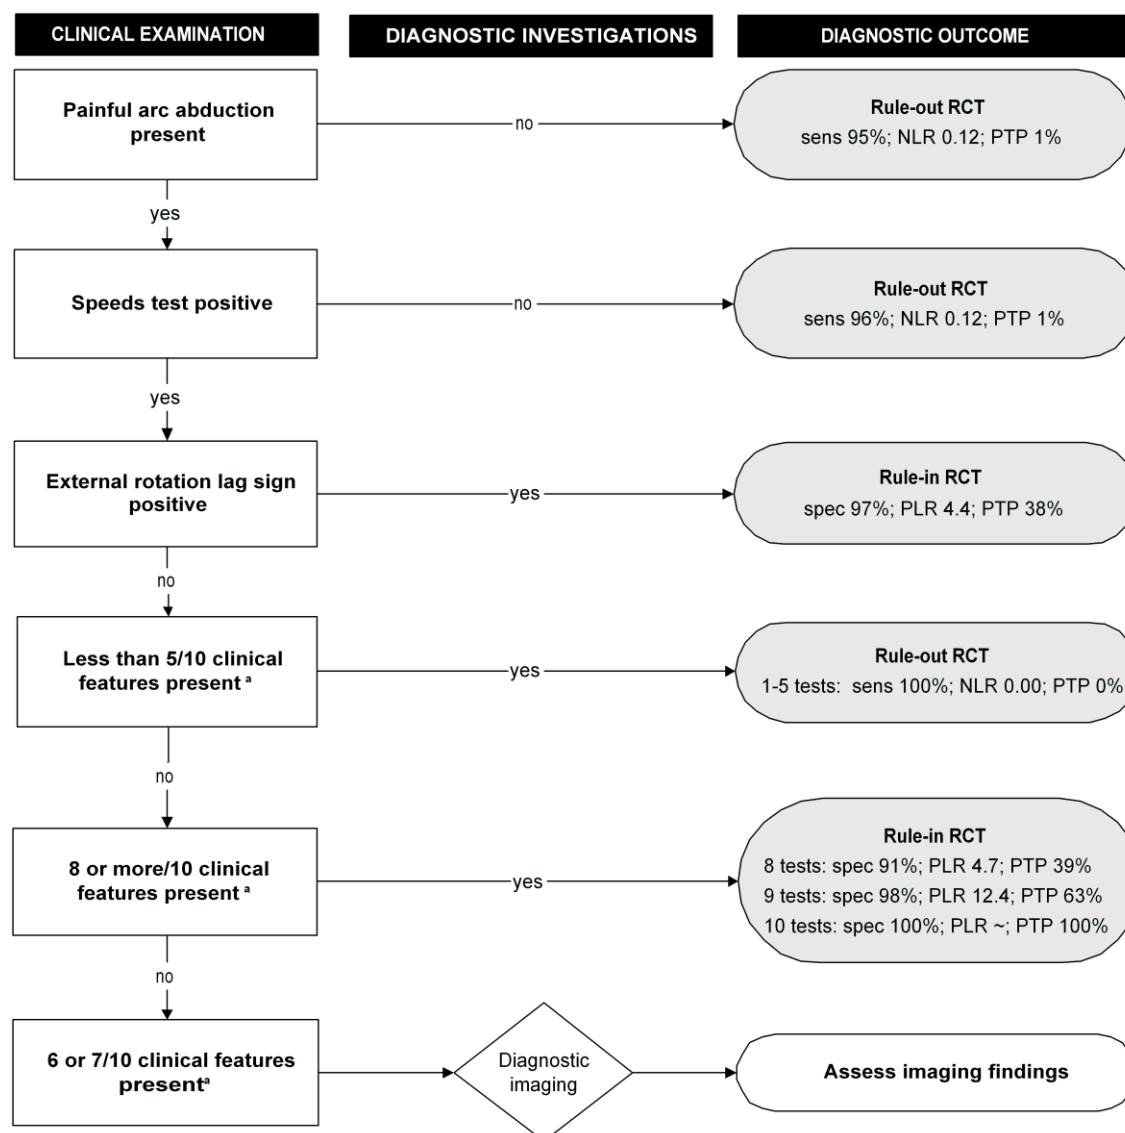 CLINICAL EXAMINATION
DIAGNOSTIC INVESTIGATIONS
DIAGNOSTIC OUTCOME
Painful arc abduction
present
no
Rule-out RCT
sens 95%; NLR 0.12; PTP 1%
yes
Speeds test positive
no
Rule-out RCT
sens 96%; NLR 0.12; PTP 1%
yes
External rotation lag sign
positive
yes
Rule-in RCT
spec 97%; PLR 4.4; PTP 38%
no
Less than 5/10 clinical
features present ª
yes
Rule-out RCT
1-5 tests: sens 100%; NLR 0.00; PTP 0%
no
8 or more/10 clinical
features present ª
yes
Rule-in RCT
8 tests: spec 91%; PLR 4.7; PTP 39%
9 tests: spec 98%; PLR 12.4; PTP 63%
10 tests: spec 100%; PLR ~; PTP 100%
no
6 or 7/10 clinical features
presentª
Diagnostic
imaging
Assess imaging findings